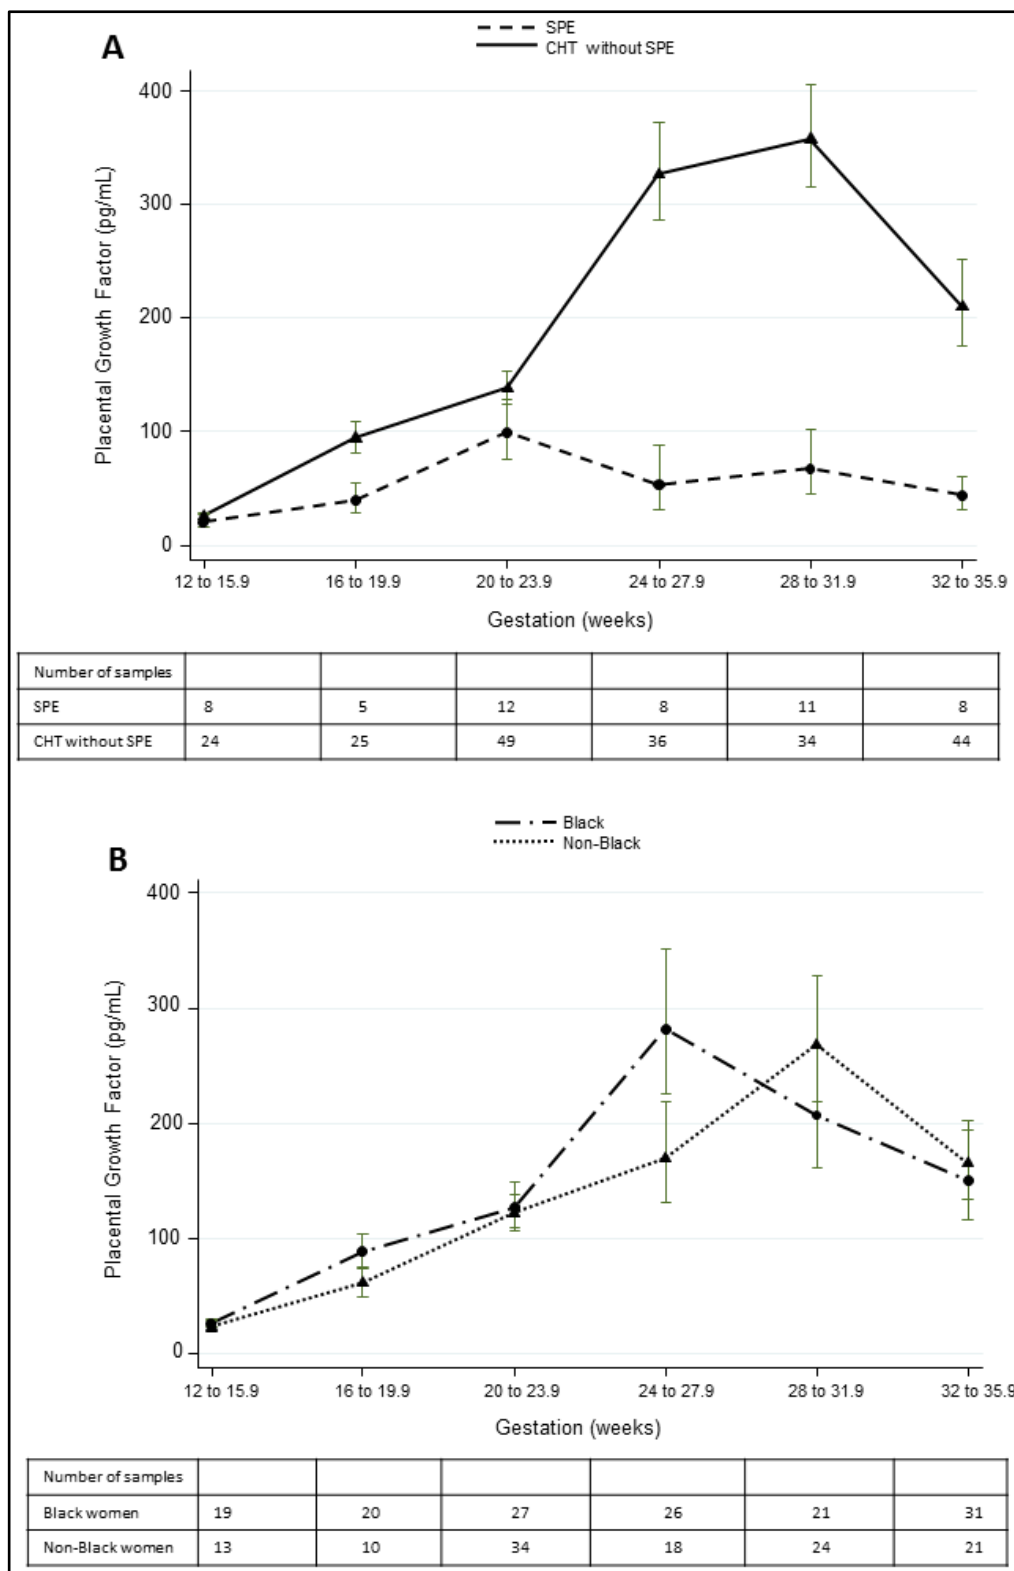 A
SPE
CHT without SPE
Placental Growth Factor (pg/mL)
400
300
200
100
0
12 to 15.9 16 to 19.9 20 to 23.9 24 to 27.9 28 to 31.9 32 to 35.9
Gestation (weeks)
Number of samples
SPE 8 5 12 8 11 8
CHT without SPE 24 25 49 36 34 44
B
Black
Non-Black
Placental Growth Factor (pg/mL)
400
300
200
100
0
12 to 15.9 16 to 19.9 20 to 23.9 24 to 27.9 28 to 31.9 32 to 35.9
Gestation (weeks)
Number of samples
Black women 19 20 27 26 21 31
Non-Black women 13 10 34 18 24 21